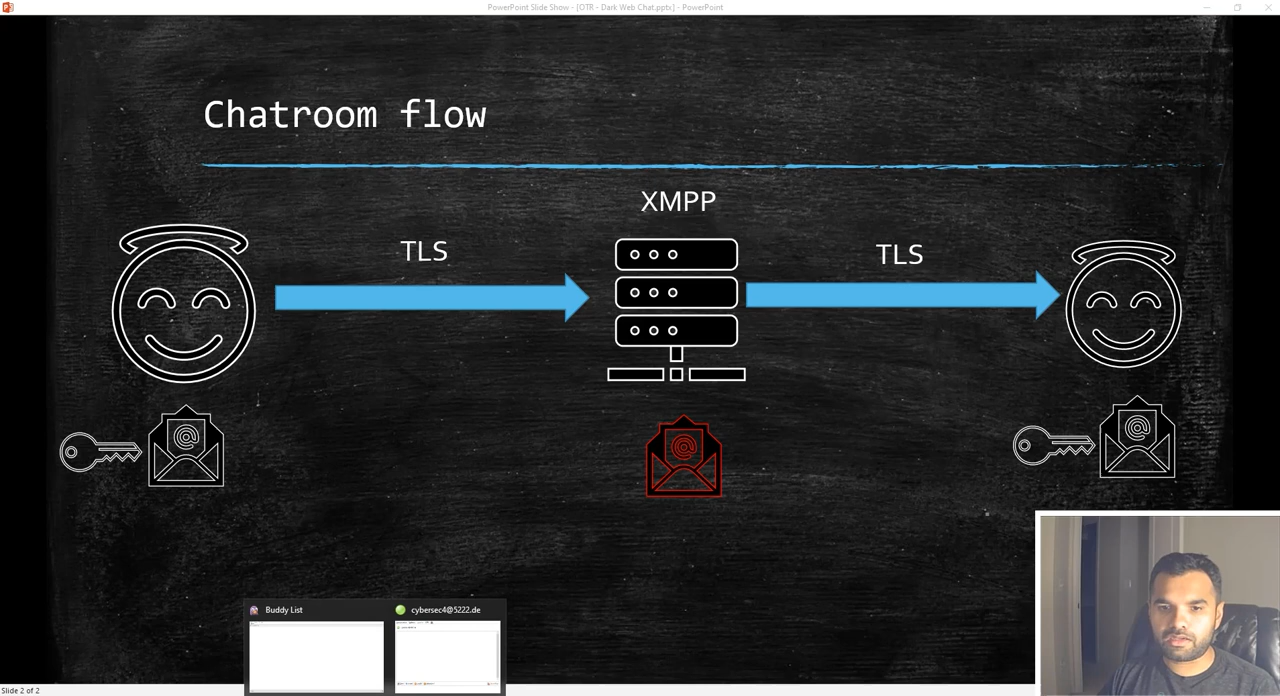 PowerPoint Slide Show - [OTR - Dark Web Chat.pptx] - PowerPoint
Chatroom flow
XMPP
TLS
TLS
Buddy List
cybersec4@5222.de
Slide 2 of 2